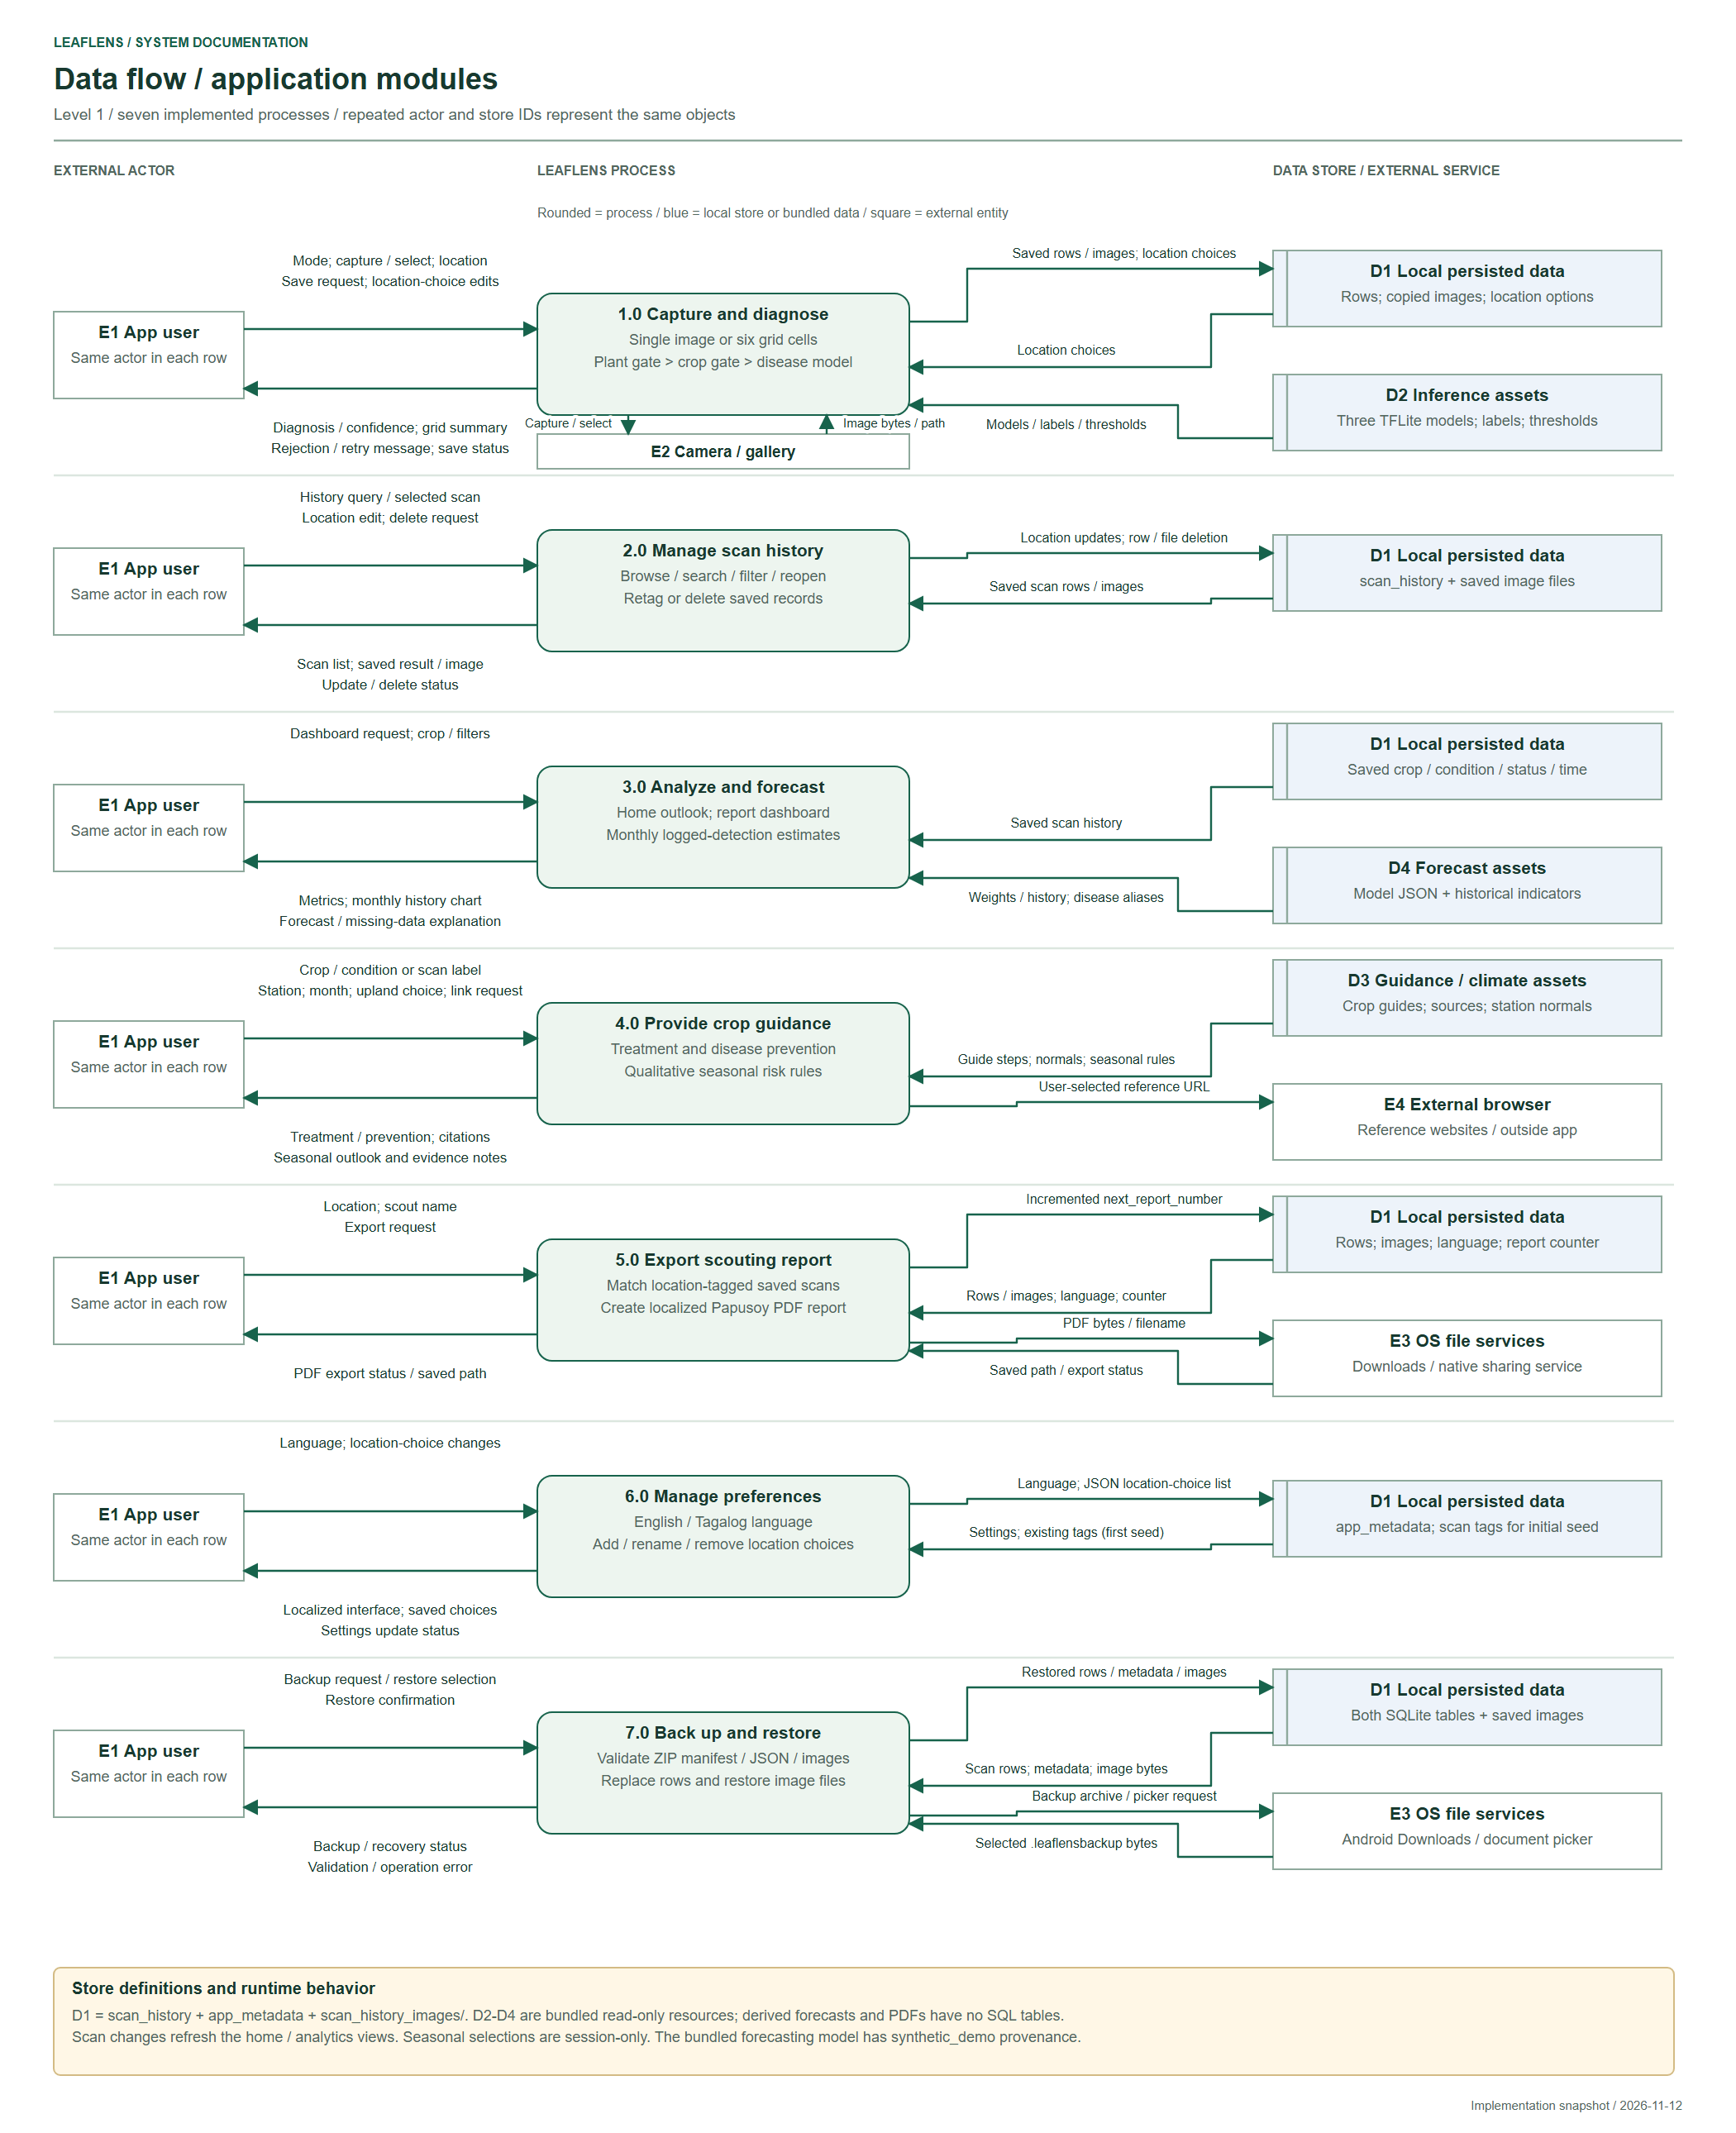 LEAFLENS / SYSTEM DOCUMENTATION
Data flow / application modules
Level 1 / seven implemented processes / repeated actor and store IDs represent the same objects
EXTERNAL ACTOR
LEAFLENS PROCESS
DATA STORE / EXTERNAL SERVICE
Rounded = process / blue = local store or bundled data / square = external entity
Mode; capture / select; location
Save request; location-choice edits
E1 App user
Same actor in each row
Diagnosis / confidence; grid summary
Rejection / retry message; save status
1.0 Capture and diagnose
Single image or six grid cells
Plant gate > crop gate > disease model
Capture / select
Image bytes / path
E2 Camera / gallery
Saved rows / images; location choices
Location choices
Models / labels / thresholds
D1 Local persisted data
Rows; copied images; location options
D2 Inference assets
Three TFLite models; labels; thresholds
History query / selected scan
Location edit; delete request
E1 App user
Same actor in each row
Scan list; saved result / image
Update / delete status
2.0 Manage scan history
Browse / search / filter / reopen
Retag or delete saved records
Location updates; row / file deletion
Saved scan rows / images
D1 Local persisted data
scan_history + saved image files
Dashboard request; crop / filters
E1 App user
Same actor in each row
Metrics; monthly history chart
Forecast / missing-data explanation
3.0 Analyze and forecast
Home outlook; report dashboard
Monthly logged-detection estimates
Saved scan history
Weights / history; disease aliases
D1 Local persisted data
Saved crop / condition / status / time
D4 Forecast assets
Model JSON + historical indicators
Crop / condition or scan label
Station; month; upland choice; link request
E1 App user
Same actor in each row
Treatment / prevention; citations
Seasonal outlook and evidence notes
4.0 Provide crop guidance
Treatment and disease prevention
Qualitative seasonal risk rules
Guide steps; normals; seasonal rules
User-selected reference URL
D3 Guidance / climate assets
Crop guides; sources; station normals
E4 External browser
Reference websites / outside app
Location; scout name
Export request
E1 App user
Same actor in each row
PDF export status / saved path
5.0 Export scouting report
Match location-tagged saved scans
Create localized Papusoy PDF report
Incremented next_report_number
Rows / images; language; counter
PDF bytes / filename
Saved path / export status
D1 Local persisted data
Rows; images; language; report counter
E3 OS file services
Downloads / native sharing service
Language; location-choice changes
E1 App user
Same actor in each row
Localized interface; saved choices
Settings update status
6.0 Manage preferences
English / Tagalog language
Add / rename / remove location choices
Language; JSON location-choice list
Settings; existing tags (first seed)
D1 Local persisted data
app_metadata; scan tags for initial seed
Backup request / restore selection
Restore confirmation
E1 App user
Same actor in each row
Backup / recovery status
Validation / operation error
7.0 Back up and restore
Validate ZIP manifest / JSON / images
Replace rows and restore image files
Restored rows / metadata / images
Scan rows; metadata; image bytes
Backup archive / picker request
Selected .leaflensbackup bytes
D1 Local persisted data
Both SQLite tables + saved images
E3 OS file services
Android Downloads / document picker
Store definitions and runtime behavior
D1 = scan_history + app_metadata + scan_history_images/. D2-D4 are bundled read-only resources; derived forecasts and PDFs have no SQL tables.
Scan changes refresh the home / analytics views. Seasonal selections are session-only. The bundled forecasting model has synthetic_demo provenance.
Implementation snapshot / 2026-11-12